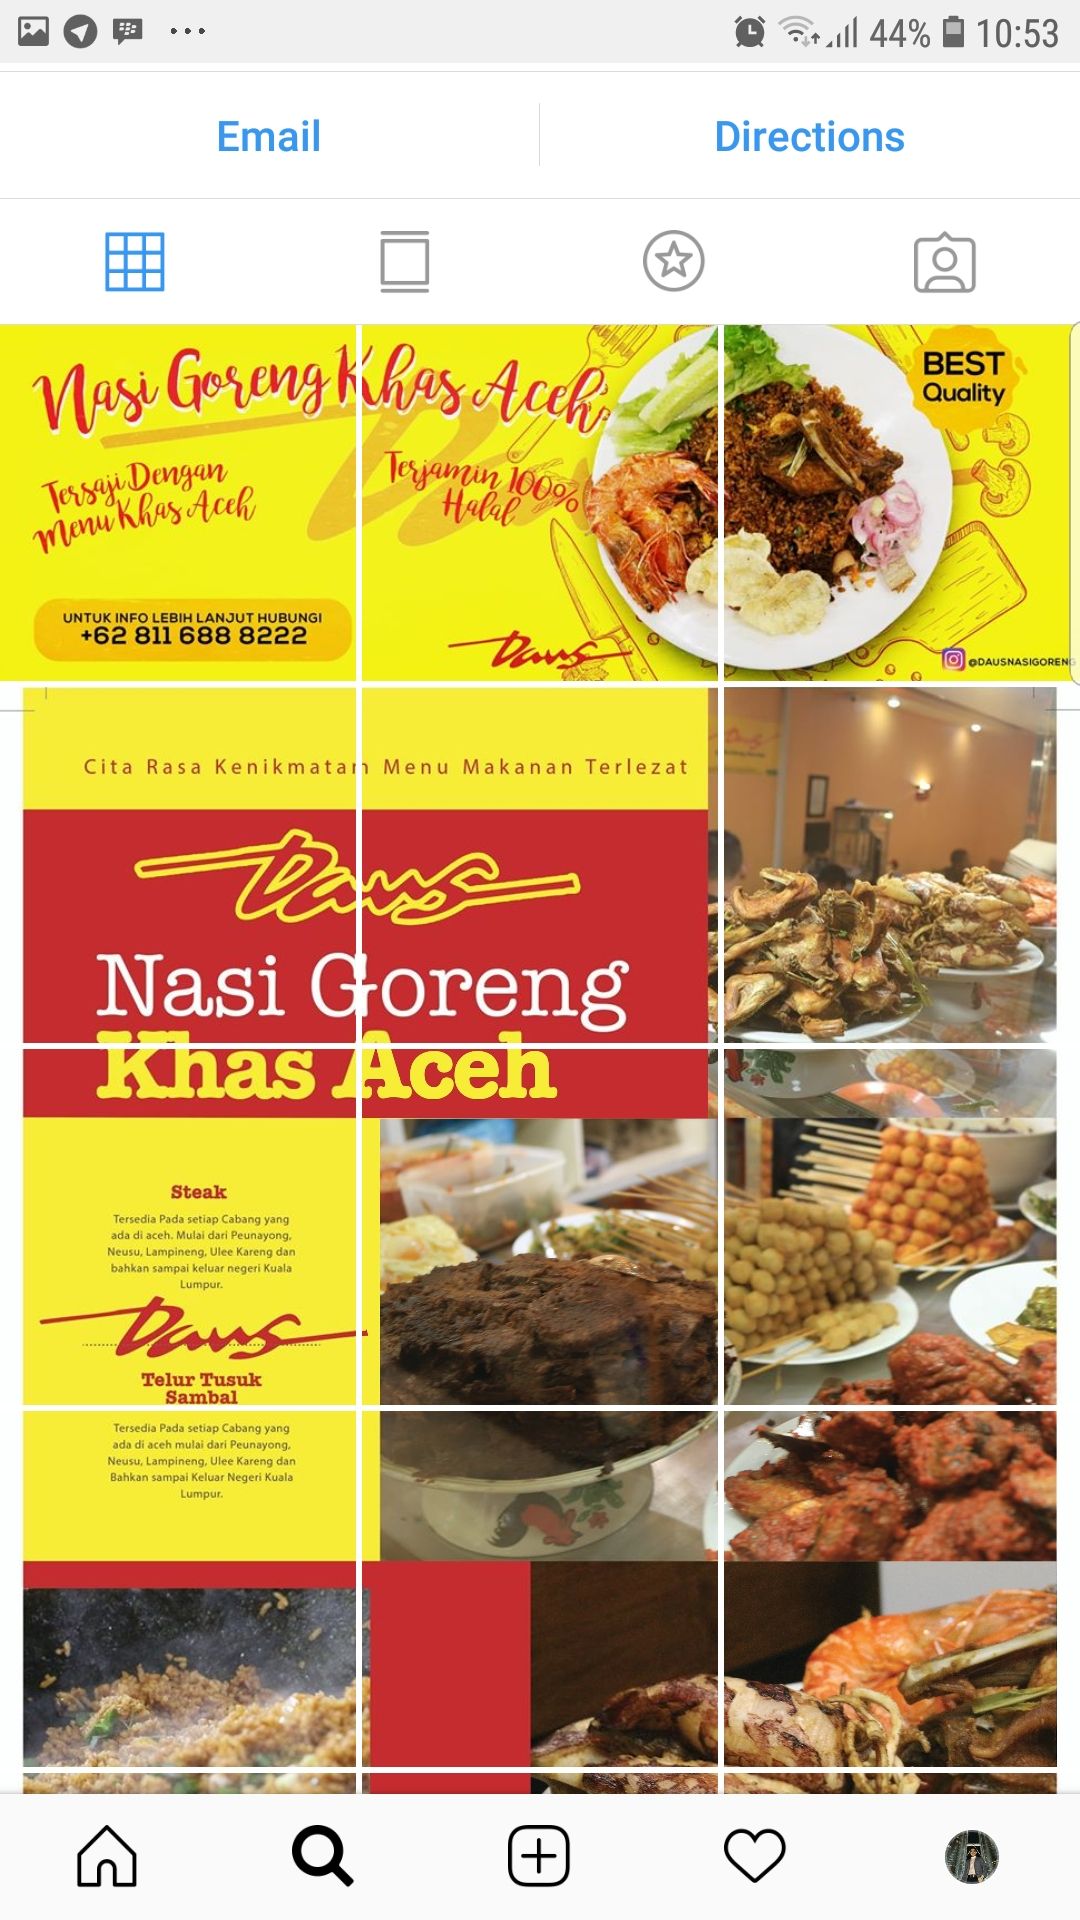 44% 10:53
Email
Directions
Nasi Goreng Khas Aceh
BEST
Quality
Tersaji Dengan
Menu Khas Aceh
Terjamin 100%
Halal
UNTUK INFO LEBIH LANJUT HUBUNGI
+62 811 688 8222
Daus
@DAUSNASIGORENG
Cita Rasa Kenikmatan Menu Makanan Terlezat
Daus
Nasi Goreng
Khas Aceh
Steak
Tersedia Pada setiap Cabang yang
ada di aceh. Mulai dari Peunayong,
Neusu, Lampineng, Ulee Kareng dan
bahkan sampai keluar negeri Kuala
Lumpur.
Daus
Telur Tusuk
Sambal
Tersedia Pada setiap Cabang yang
ada di aceh mulai dari Peunayong,
Neusu, Lampineng, Ulee Kareng dan
Bahkan sampai Keluar Negeri Kuala
Lumpur.